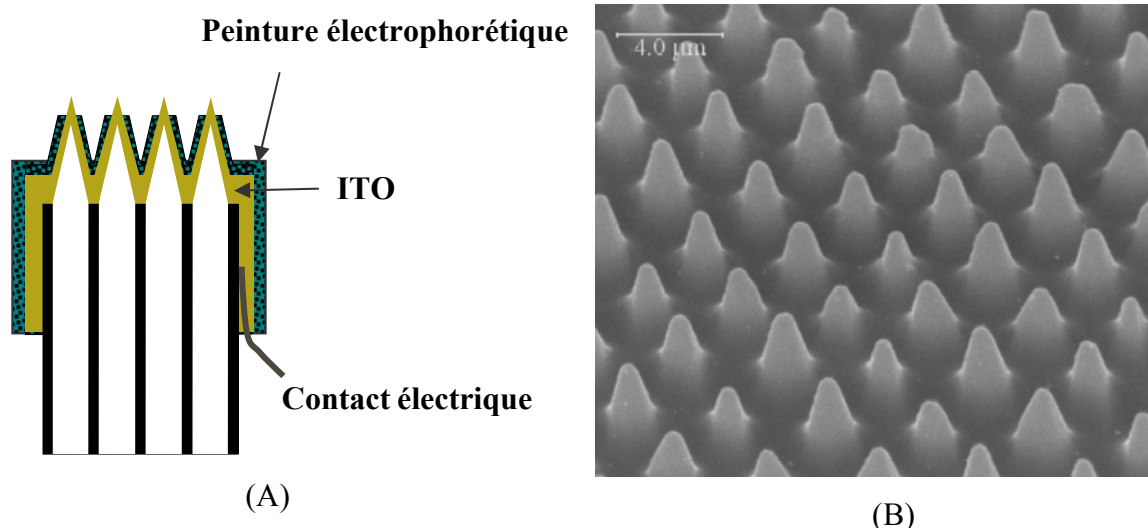 Peinture électrophorétique
4.0 µm
ITO
Contact électrique
(A)
(B)